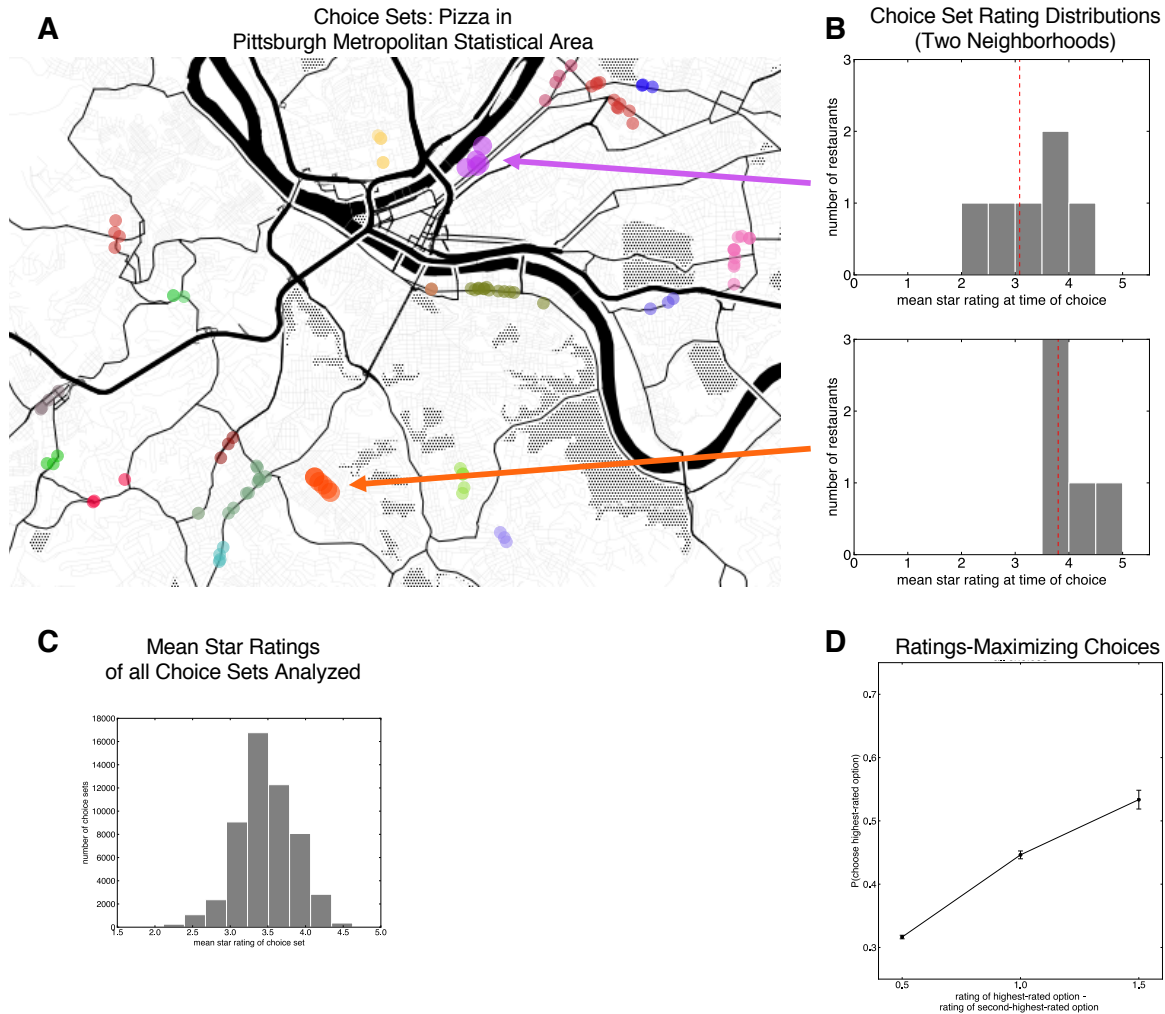 A
Choice Sets: Pizza in
Pittsburgh Metropolitan Statistical Area
B
Choice Set Rating Distributions
(Two Neighborhoods)
3
2
1
0
number of restaurants
0 1 2 3 4 5
mean star rating at time of choice
3
2
1
0
number of restaurants
0 1 2 3 4 5
mean star rating at time of choice
C
Mean Star Ratings
of all Choice Sets Analyzed
18000
16000
14000
12000
10000
8000
6000
4000
2000
0
number of choice sets
1.5 2.0 2.5 3.0 3.5 4.0 4.5 5.0
mean star rating of choice set
D
Ratings-Maximizing Choices
0.7
0.6
0.5
0.4
0.3
P(choose highest-rated option)
0.5 1.0 1.5
rating of highest-rated option -
rating of second-highest-rated option